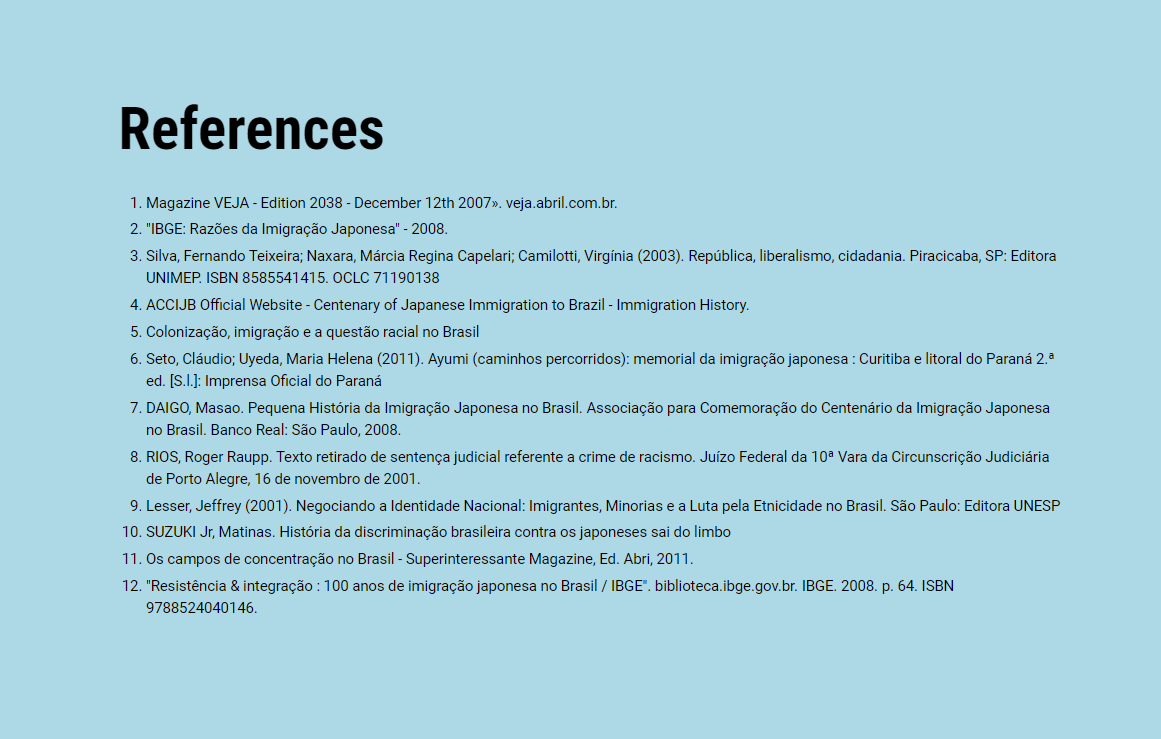 References
1. Magazine VEJA - Edition 2038 - December 12th 2007». veja.abril.com.br.
2. "IBGE: Razões da Imigração Japonesa" - 2008.
3. Silva, Fernando Teixeira; Naxara, Márcia Regina Capelari; Camilotti, Virgínia (2003). República, liberalismo, cidadania. Piracicaba, SP: Editora
UNIMEP. ISBN 8585541415. OCLC 71190138
4. ACCIJB Official Website - Centenary of Japanese Immigration to Brazil - Immigration History.
5. Colonização, imigração e a questão racial no Brasil
6. Seto, Cláudio; Uyeda, Maria Helena (2011). Ayumi (caminhos percorridos): memorial da imigração japonesa : Curitiba e litoral do Paraná 2.ª
ed. [S.l.]: Imprensa Oficial do Paraná
7. DAIGO, Masao. Pequena História da Imigração Japonesa no Brasil. Associação para Comemoração do Centenário da Imigração Japonesa
no Brasil. Banco Real: São Paulo, 2008.
8. RIOS, Roger Raupp. Texto retirado de sentença judicial referente a crime de racismo. Juízo Federal da 10ª Vara da Circunscrição Judiciária
de Porto Alegre, 16 de novembro de 2001.
9. Lesser, Jeffrey (2001). Negociando a Identidade Nacional: Imigrantes, Minorias e a Luta pela Etnicidade no Brasil. São Paulo: Editora UNESP
10. SUZUKI Jr, Matinas. História da discriminação brasileira contra os japoneses sai do limbo
11. Os campos de concentração no Brasil - Superinteressante Magazine, Ed. Abri, 2011.
12. "Resistência & integração : 100 anos de imigração japonesa no Brasil / IBGE". biblioteca.ibge.gov.br. IBGE. 2008. p. 64. ISBN
9788524040146.